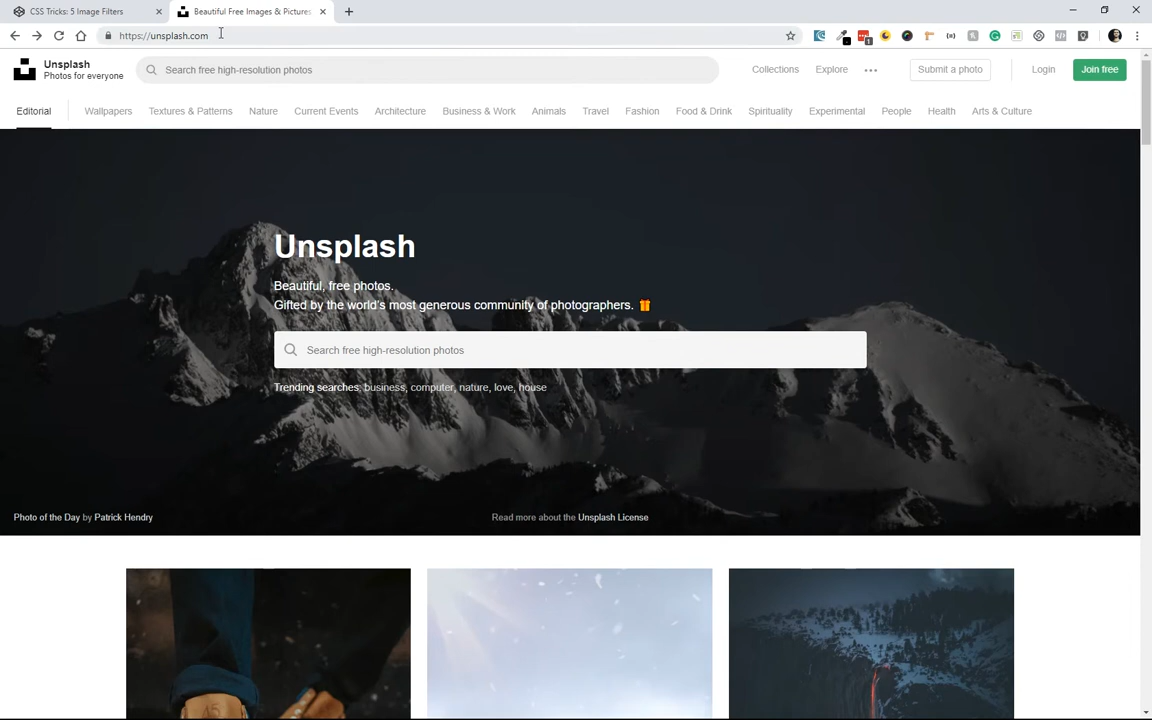 CSS Tricks: 5 Image Filters
Beautiful Free Images & Pictures
https://unsplash.com
1
Unsplash
Photos for everyone
Search free high-resolution photos
Collections
Explore
Submit a photo
Login
Join free
Editorial
Wallpapers
Textures & Patterns
Nature
Current Events
Architecture
Business & Work
Animals
Travel
Fashion
Food & Drink
Spirituality
Experimental
People
Health
Arts & Culture
Unsplash
Beautiful, free photos.
Gifted by the world's most generous community of photographers. 🎁
Search free high-resolution photos
Trending searches: business, computer, nature, love, house
Photo of the Day by Patrick Hendry
Read more about the Unsplash License